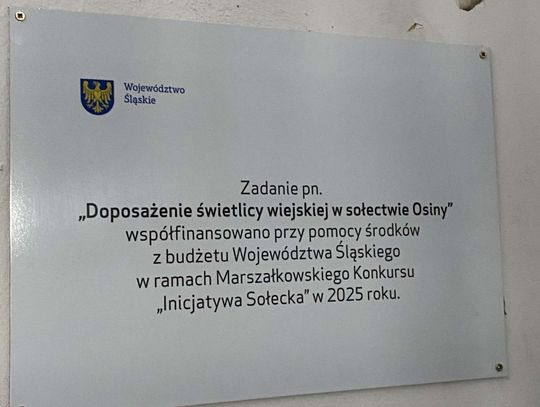 Województwo
Śląskie
Zadanie pn.
„Doposażenie świetlicy wiejskiej w sołectwie Osiny”
współfinansowano przy pomocy środków
z budżetu Województwa Śląskiego
w ramach Marszałkowskiego Konkursu
„Inicjatywa Sołecka” w 2025 roku.